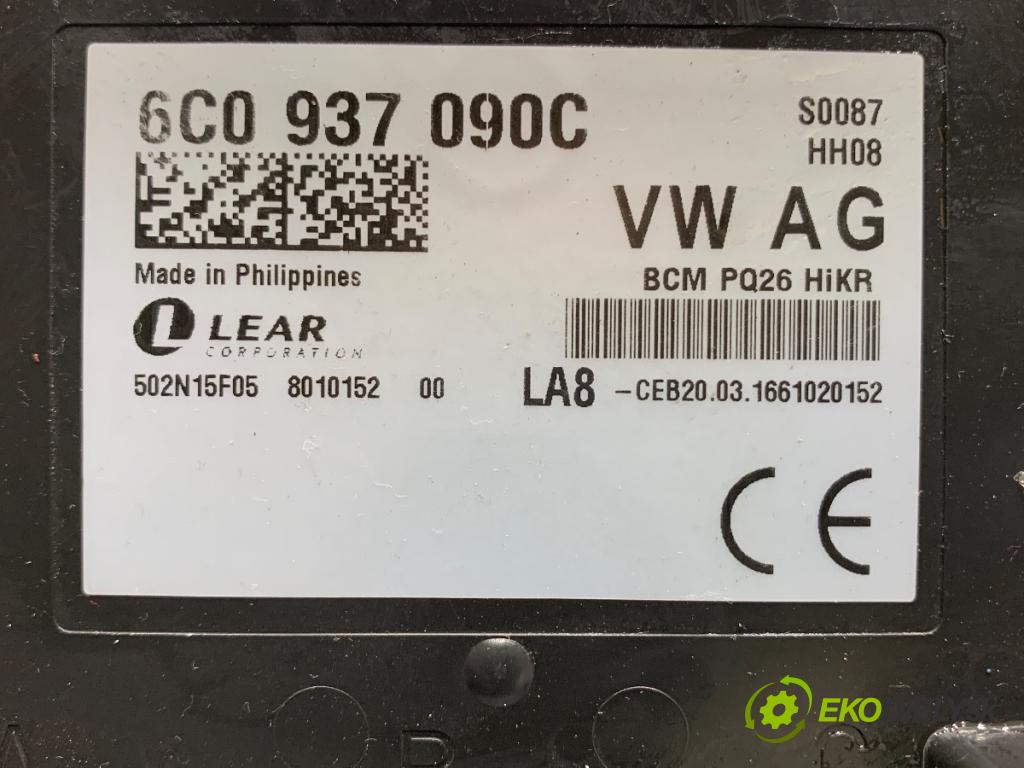 6C0 937 090C
S0087
HH08
VW AG
Made in Philippines
BCM PQ26 HiKR
LEAR
CORPORATION
502N15F05 8010152 00
LA8 -CEB20.03.1661020152
CE
EKO